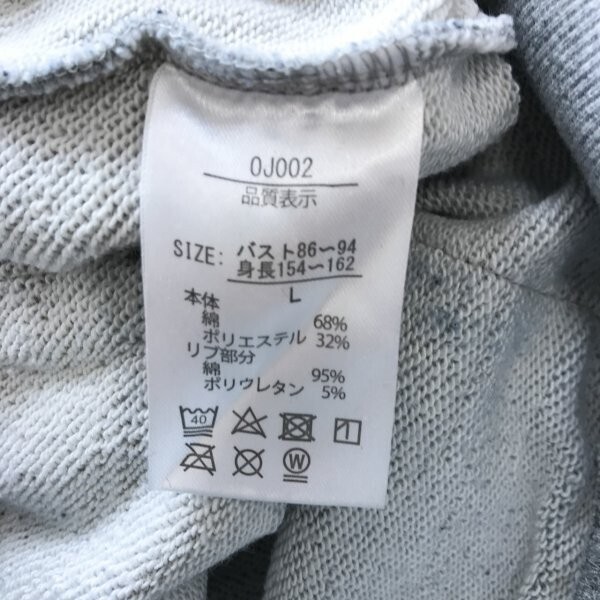 0J002
品質表示
SIZE: バスト86～94
身長154～162
L
本体
綿 68%
ポリエステル 32%
リブ部分
綿 95%
ポリウレタン 5%
40
W